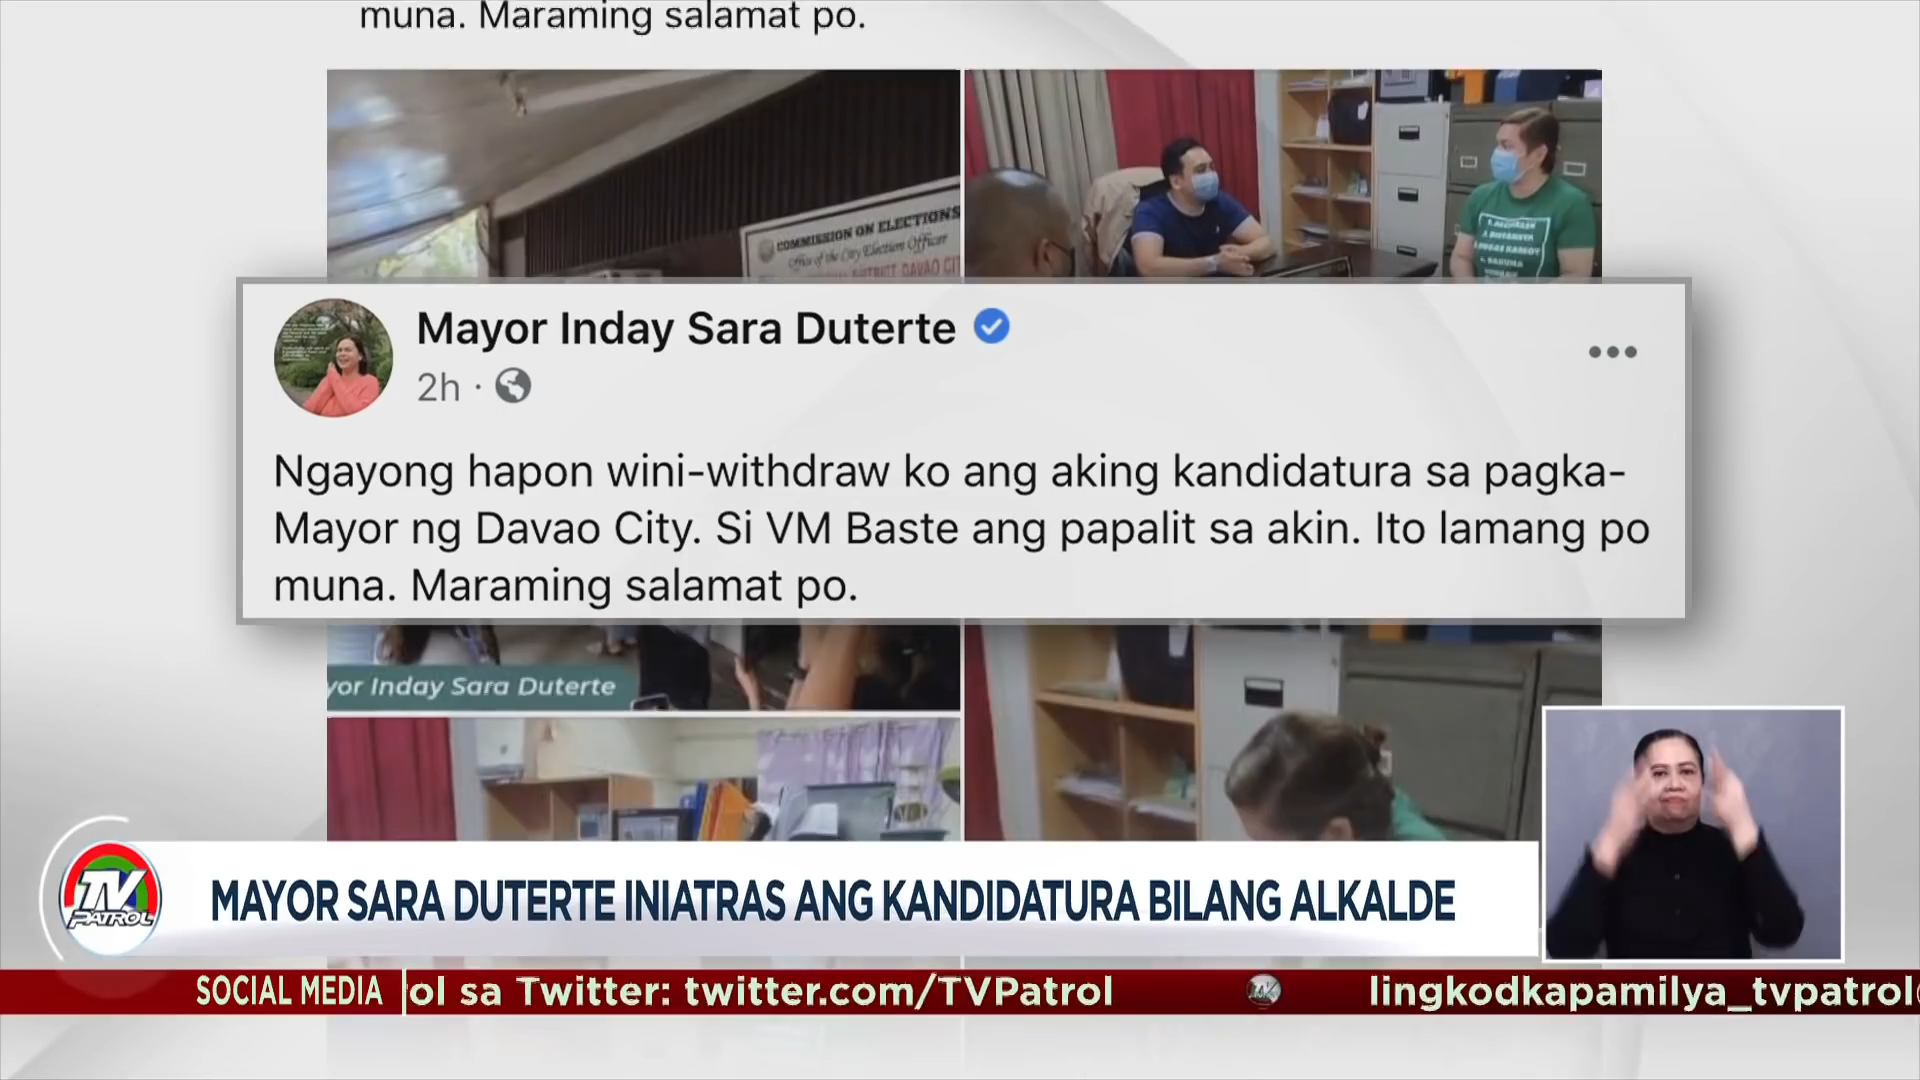 muna. Maraming salamat po.
COMMISSION ON ELECTIONS
Office of the City Election Officer
DISTRICT, DAVAO CIT
Mayor Inday Sara Duterte
2h ·
Ngayong hapon wini-withdraw ko ang aking kandidatura sa pagka-
Mayor ng Davao City. Si VM Baste ang papalit sa akin. Ito lamang po
muna. Maraming salamat po.
yor Inday Sara Duterte
TV
PATROL
MAYOR SARA DUTERTE INIATRAS ANG KANDIDATURA BILANG ALKALDE
SOCIAL MEDIA
ol sa Twitter: twitter.com/TVPatrol
lingkodkapamilya_tvpatrol@